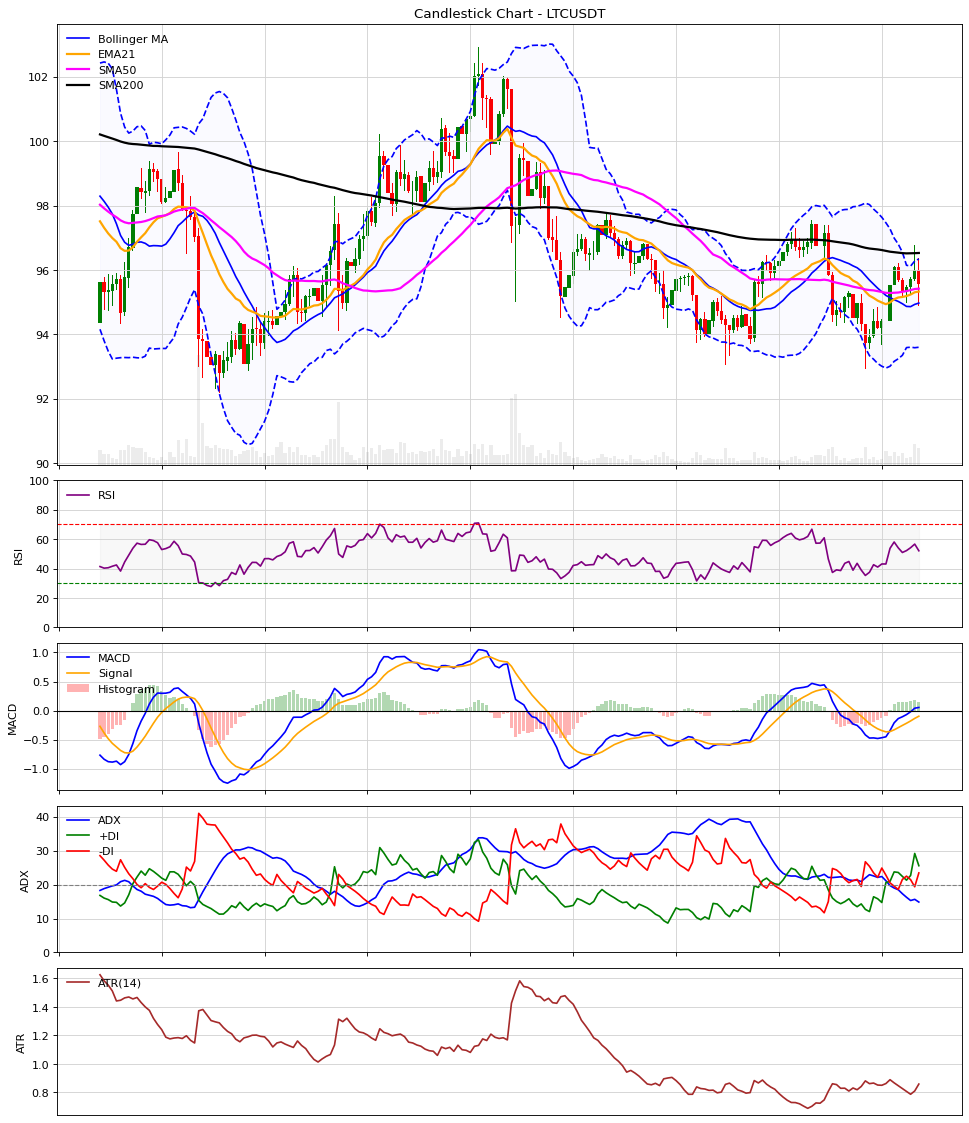 Candlestick Chart - LTCUSDT
Bollinger MA
EMA21
SMA50
SMA200
102
100
98
96
94
92
90
RSI
RSI
100
80
60
40
20
0
MACD
Signal
Histogram
MACD
1.0
0.5
0.0
−0.5
−1.0
ADX
+DI
-DI
ADX
40
30
20
10
0
ATR(14)
ATR
1.6
1.4
1.2
1.0
0.8